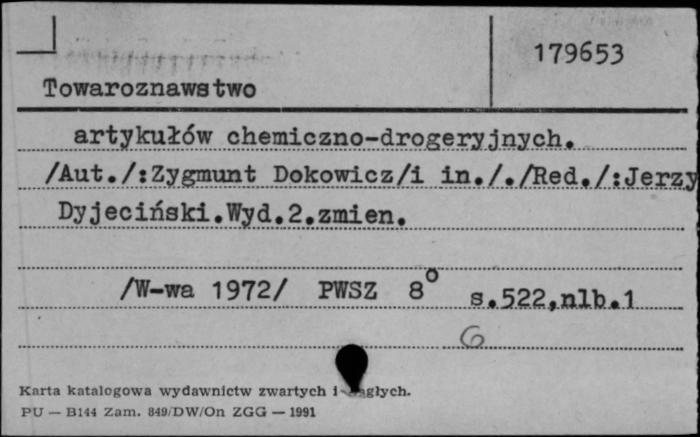 179653
Towaroznawstwo
artykułów chemiczno-drogeryjnych.
/Aut./:Zygmunt Dokowicz/i in././Red./:Jerzy
Dyjeciński.Wyd.2.zmien.
/W-wa 1972/ PWSZ 8° s.522,nlb.1
6
Karta katalogowa wydawnictw zwartych i
PU — B144 Zam. 849/DW/On ZGG — 1991